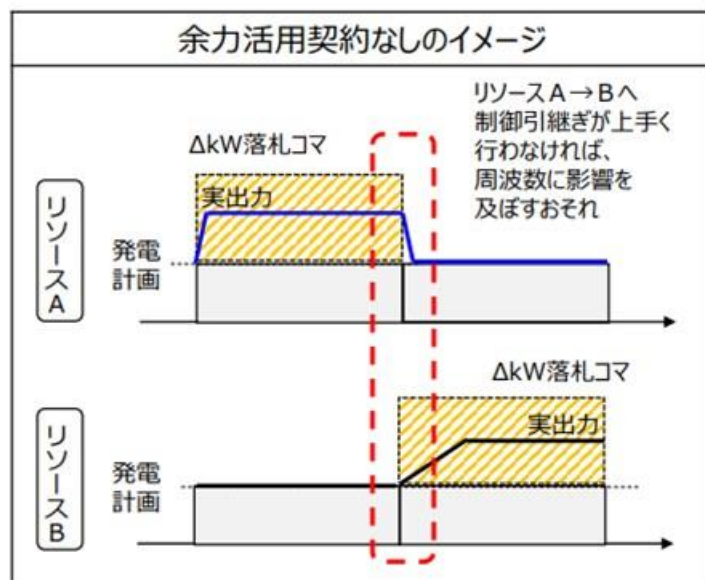 余力活用契約なしのイメージ
リソースA→Bへ
制御引継ぎが上手く
行わなければ、
周波数に影響を
及ぼすおそれ
ΔkW落札コマ
実出力
リソースA
発電
計画
ΔkW落札コマ
実出力
リソースB
発電
計画